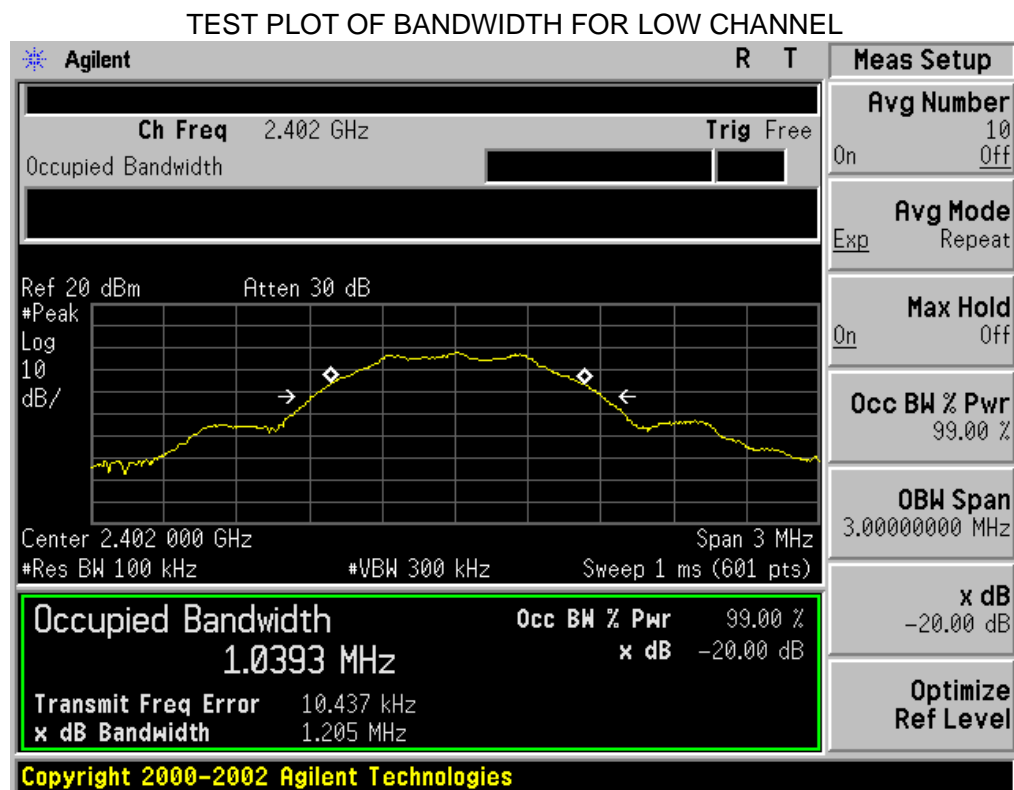 TEST PLOT OF BANDWIDTH FOR LOW CHANNEL
Agilent R T
Ch Freq 2.402 GHz Trig Free
Occupied Bandwidth
Ref 20 dBm Atten 30 dB
#Peak
Log
10
dB/
Center 2.402 000 GHz Span 3 MHz
#Res BW 100 kHz #VBW 300 kHz Sweep 1 ms (601 pts)
Occupied Bandwidth Occ BW % Pwr 99.00 %
1.0393 MHz x dB -20.00 dB
Transmit Freq Error 10.437 kHz
x dB Bandwidth 1.205 MHz
Meas Setup
Avg Number
10
On Off
Avg Mode
Exp Repeat
Max Hold
On Off
Occ BW % Pwr
99.00 %
OBW Span
3.00000000 MHz
x dB
-20.00 dB
Optimize
Ref Level
Copyright 2000-2002 Agilent Technologies